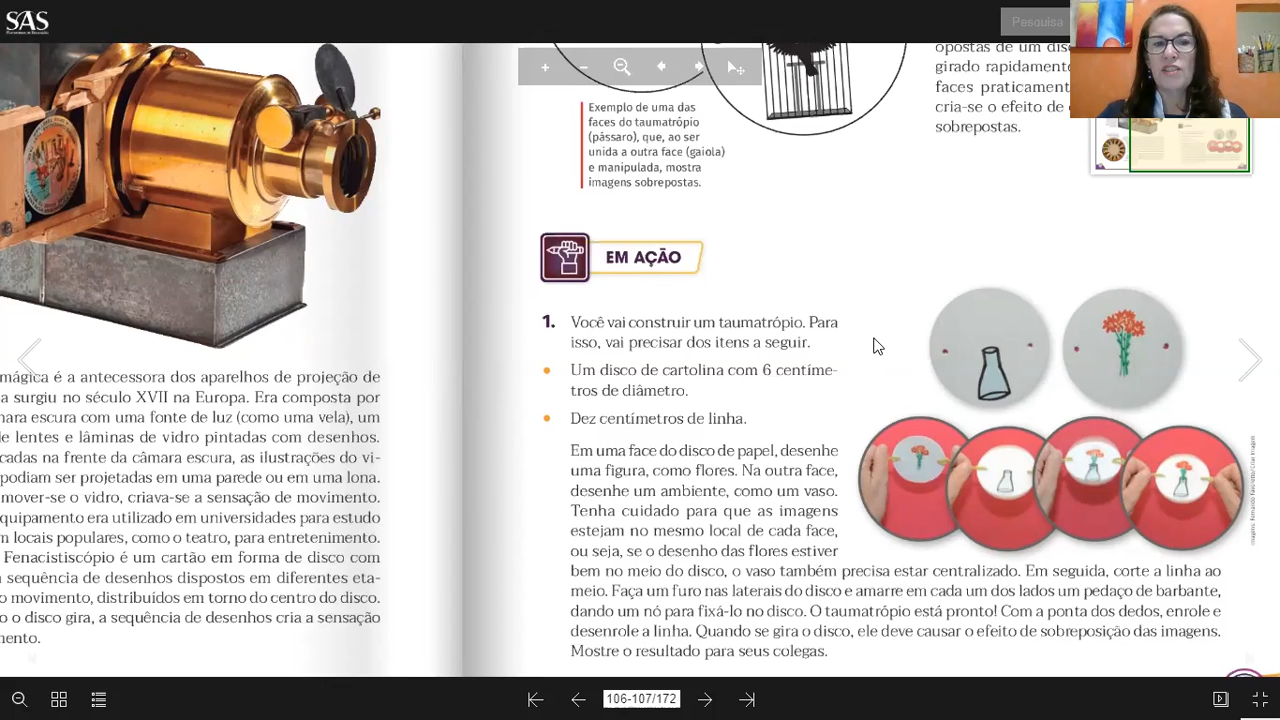 SAS
Pesquisa
mágica é a antecessora dos aparelhos de projeção de
a surgiu no século XVII na Europa. Era composta por
mara escura com uma fonte de luz (como uma vela), um
de lentes e lâminas de vidro pintadas com desenhos.
cadas na frente da câmara escura, as ilustrações do vi-
podiam ser projetadas em uma parede ou em uma lona.
mover-se o vidro, criava-se a sensação de movimento.
quipamento era utilizado em universidades para estudo
m locais populares, como o teatro, para entretenimento.
Fenacistiscópio é um cartão em forma de disco com
a sequência de desenhos dispostos em diferentes eta-
o movimento, distribuídos em torno do centro do disco.
o o disco gira, a sequência de desenhos cria a sensação
mento.
Exemplo de uma das
faces do taumatrópio
(pássaro), que, ao ser
unida a outra face (gaiola)
e manipulada, mostra
imagens sobrepostas.
opostas de um disc
girado rapidamente
faces praticament
cria-se o efeito de
sobrepostas.
EM AÇÃO
1. Você vai construir um taumatrópio. Para
isso, vai precisar dos itens a seguir.
• Um disco de cartolina com 6 centíme-
tros de diâmetro.
• Dez centímetros de linha.
Em uma face do disco de papel, desenhe
uma figura, como flores. Na outra face,
desenhe um ambiente, como um vaso.
Tenha cuidado para que as imagens
estejam no mesmo local de cada face,
ou seja, se o desenho das flores estiver
bem no meio do disco, o vaso também precisa estar centralizado. Em seguida, corte a linha ao
meio. Faça um furo nas laterais do disco e amarre em cada um dos lados um pedaço de barbante,
dando um nó para fixá-lo no disco. O taumatrópio está pronto! Com a ponta dos dedos, enrole e
desenrole a linha. Quando se gira o disco, ele deve causar o efeito de sobreposição das imagens.
Mostre o resultado para seus colegas.
106-107/172